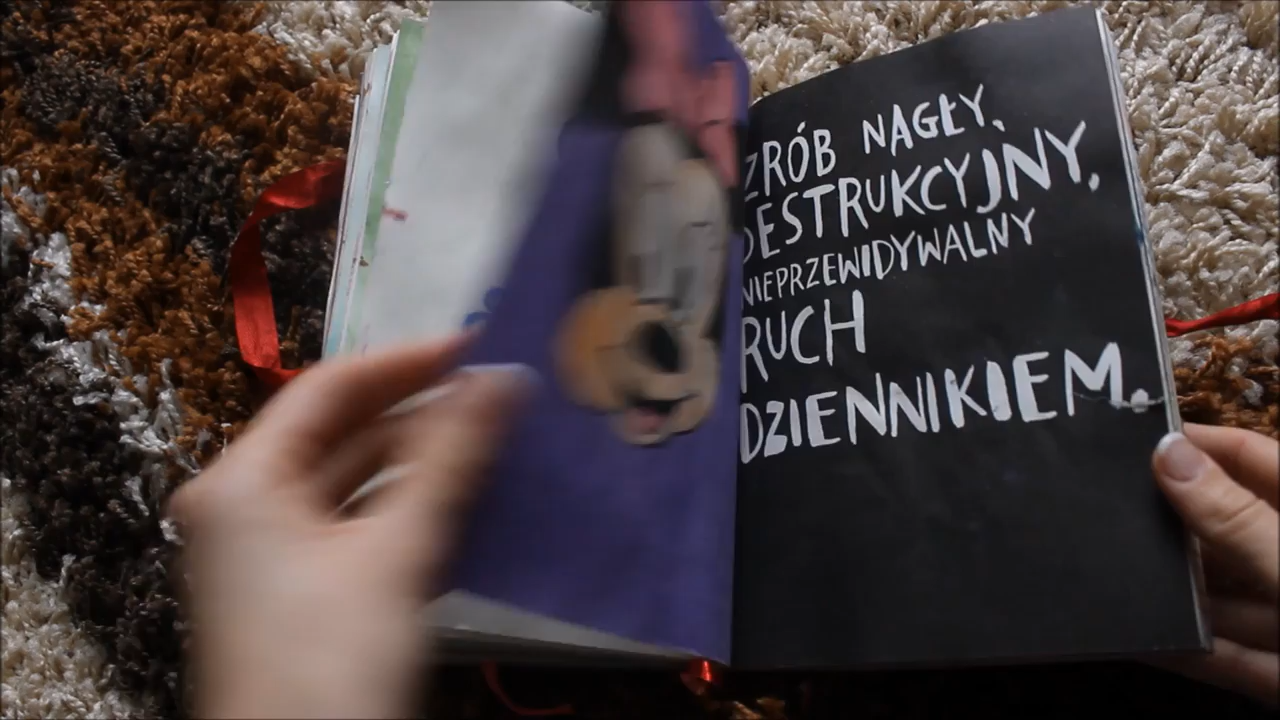 ZRÓB NAGŁY,
DESTRUKCYJNY,
NIEPRZEWIDYWALNY
RUCH
DZIENNIKIEM.